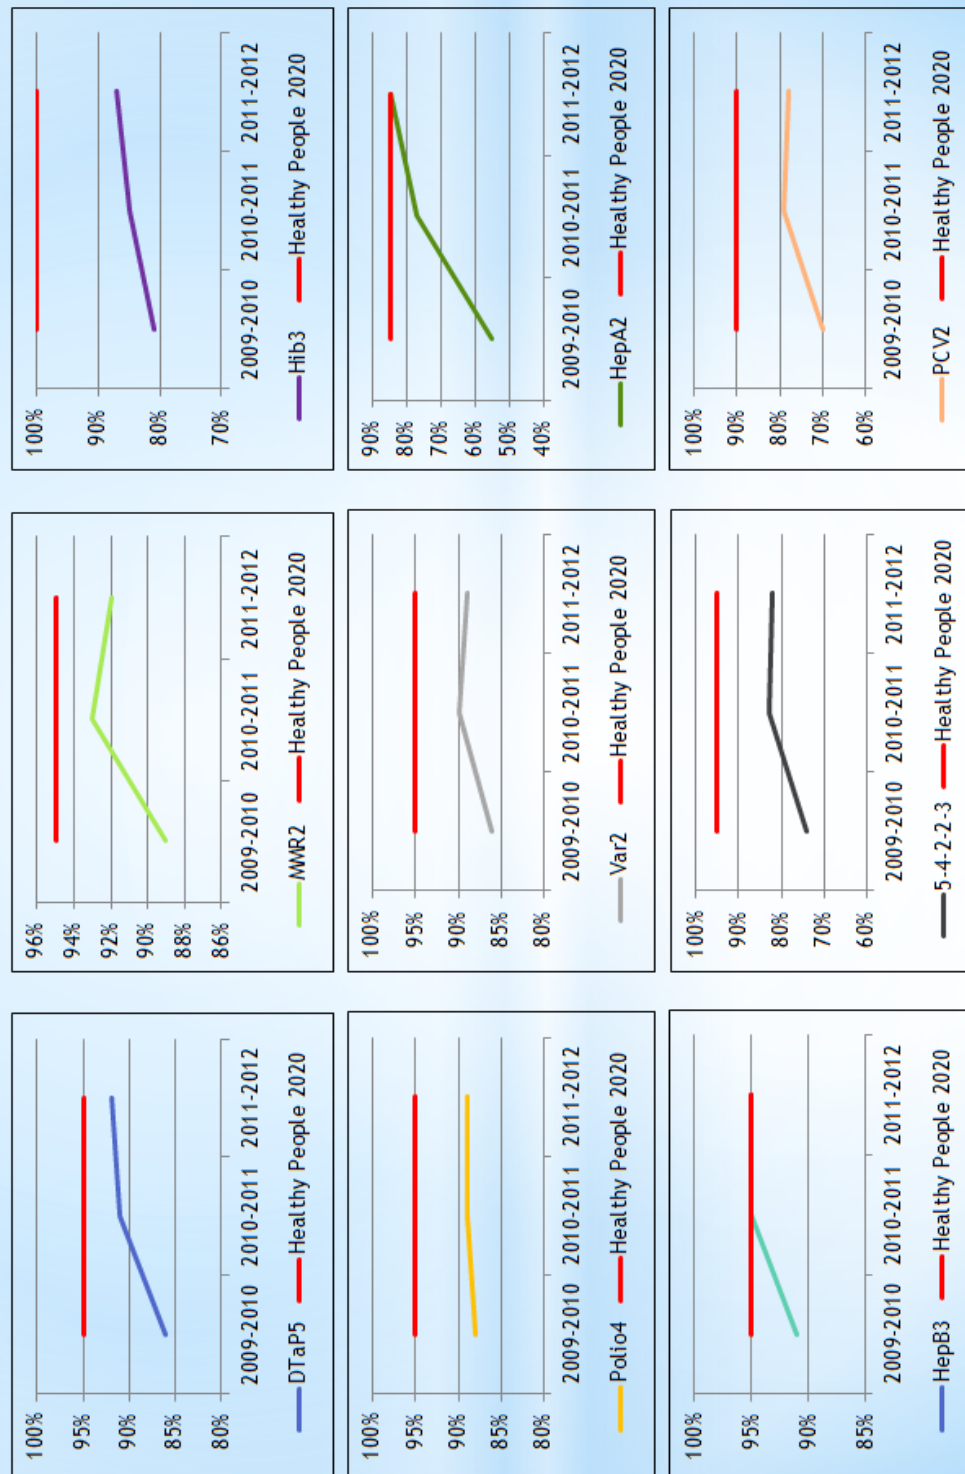 100%
95%
90%
85%
80%
2009-2010 2010-2011 2011-2012
DTaP5 Healthy People 2020
96%
94%
92%
90%
88%
86%
2009-2010 2010-2011 2011-2012
MMR2 Healthy People 2020
100%
90%
80%
70%
2009-2010 2010-2011 2011-2012
Hib3 Healthy People 2020
100%
95%
90%
85%
80%
2009-2010 2010-2011 2011-2012
Polio4 Healthy People 2020
100%
95%
90%
85%
80%
2009-2010 2010-2011 2011-2012
Var2 Healthy People 2020
90%
80%
70%
60%
50%
40%
2009-2010 2010-2011 2011-2012
HepA2 Healthy People 2020
100%
95%
90%
85%
2009-2010 2010-2011 2011-2012
HepB3 Healthy People 2020
100%
90%
80%
70%
60%
2009-2010 2010-2011 2011-2012
5-4-2-2-3 Healthy People 2020
100%
90%
80%
70%
60%
2009-2010 2010-2011 2011-2012
PCV2 Healthy People 2020